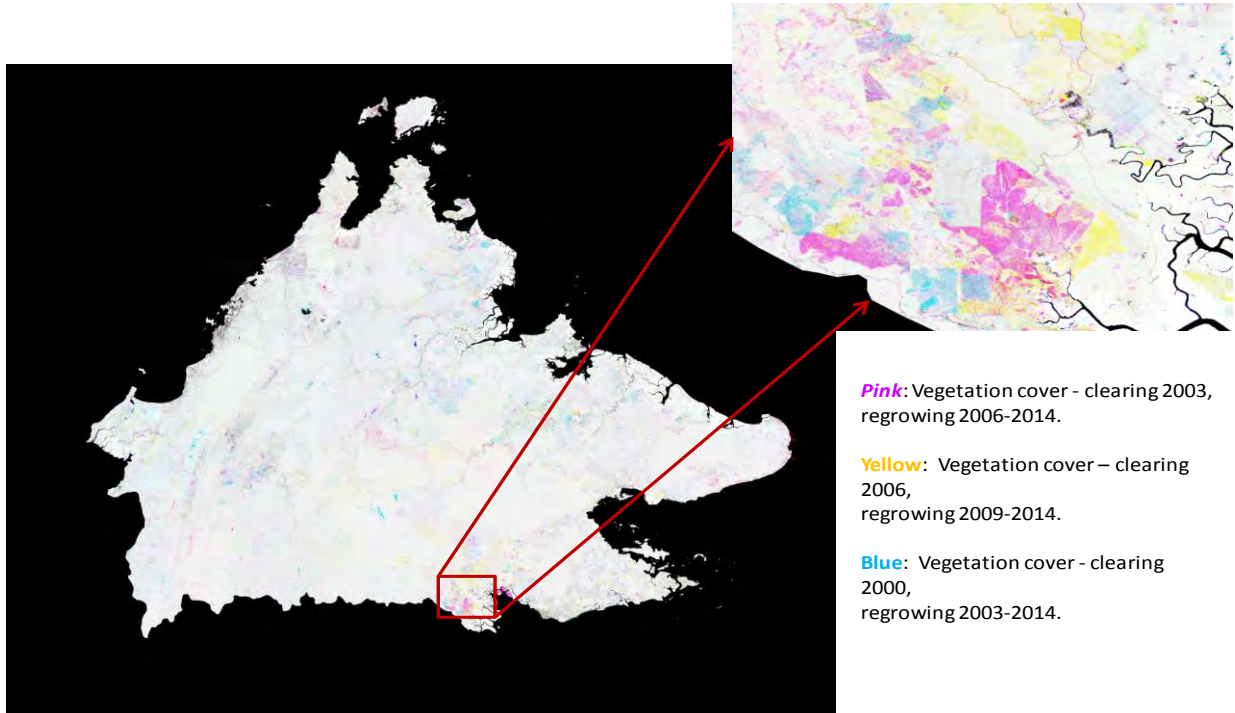 Pink: Vegetation cover - clearing 2003,
regrowing 2006-2014.
Yellow: Vegetation cover – clearing
2006,
regrowing 2009-2014.
Blue: Vegetation cover - clearing
2000,
regrowing 2003-2014.